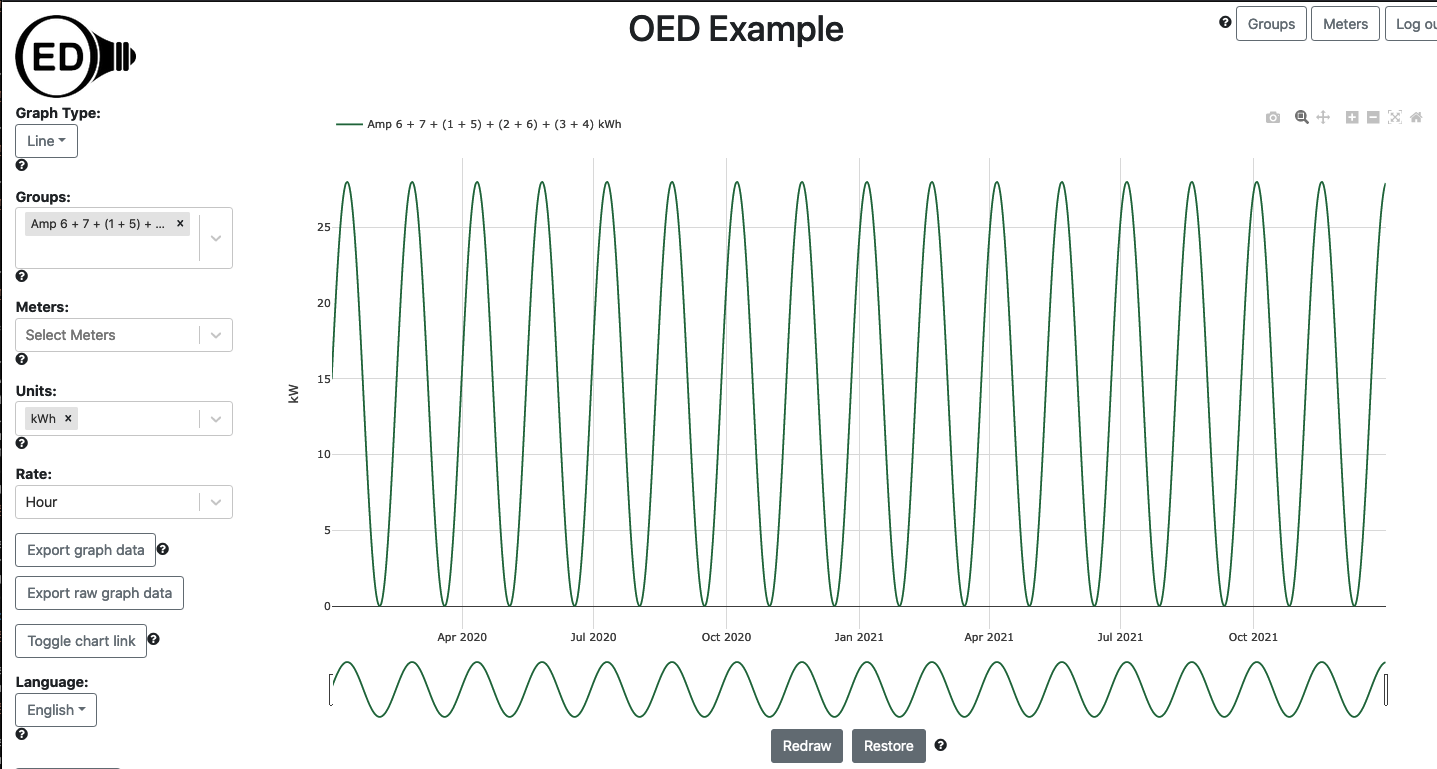 OED Example
Groups
Meters
Log ou
ED
Graph Type:
Line
Groups:
Amp 6 + 7 + (1 + 5) + ... ×
Meters:
Select Meters
Units:
kWh ×
Rate:
Hour
Export graph data
Export raw graph data
Toggle chart link
Language:
English
Amp 6 + 7 + (1 + 5) + (2 + 6) + (3 + 4) kWh
kW
25
20
15
10
5
0
Apr 2020
Jul 2020
Oct 2020
Jan 2021
Apr 2021
Jul 2021
Oct 2021
Redraw
Restore